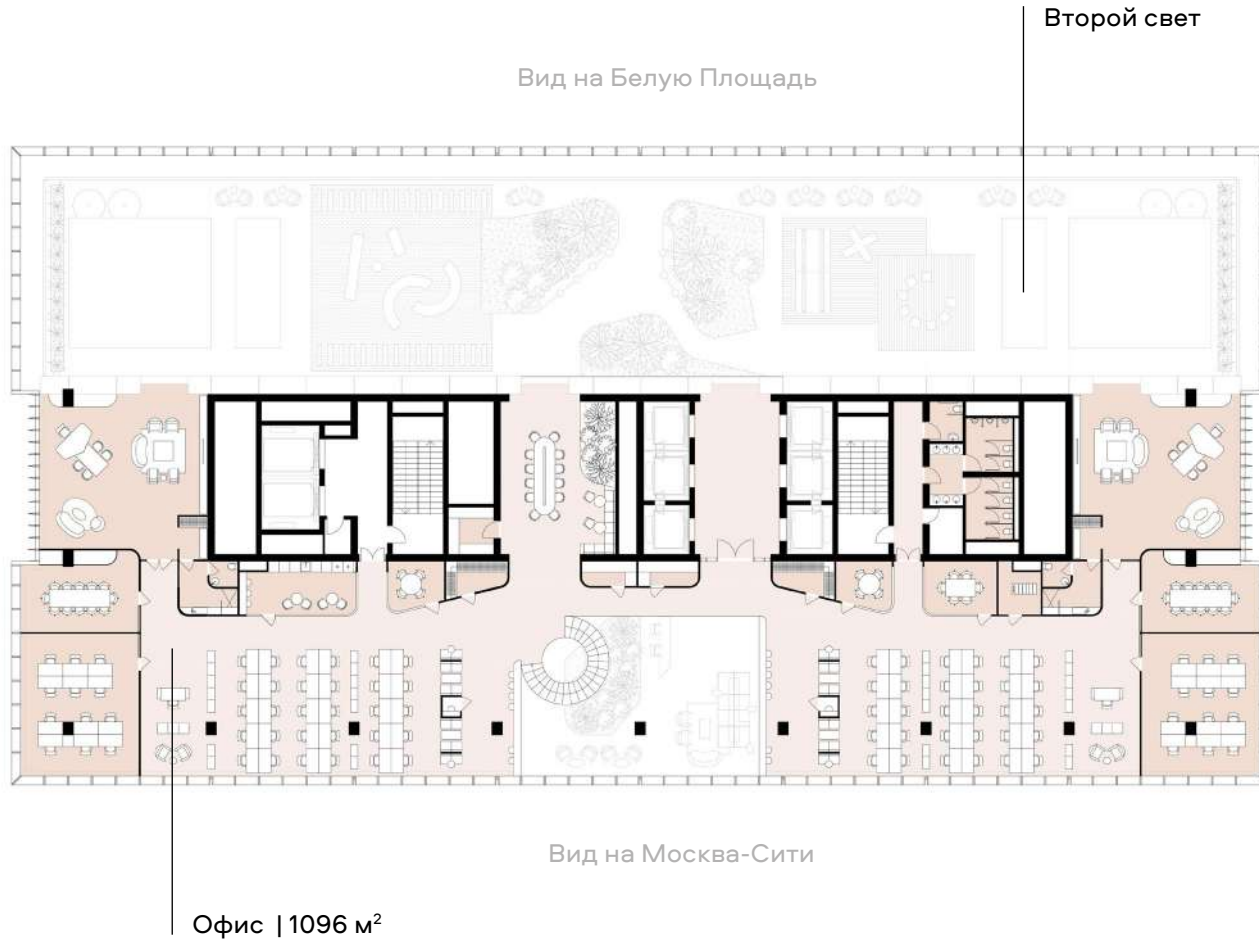 Второй свет
Вид на Белую Площадь
Вид на Москва-Сити
Офис | 1096 м²